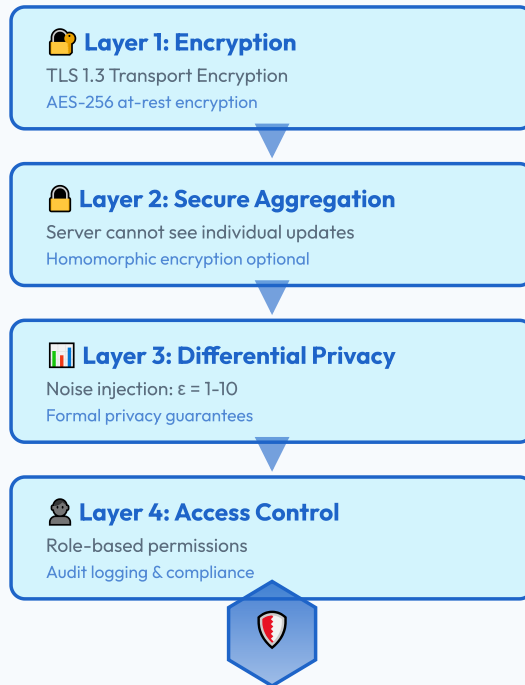 Layer 1: Encryption
TLS 1.3 Transport Encryption
AES-256 at-rest encryption
Layer 2: Secure Aggregation
Server cannot see individual updates
Homomorphic encryption optional
Layer 3: Differential Privacy
Noise injection: ε = 1-10
Formal privacy guarantees
Layer 4: Access Control
Role-based permissions
Audit logging & compliance